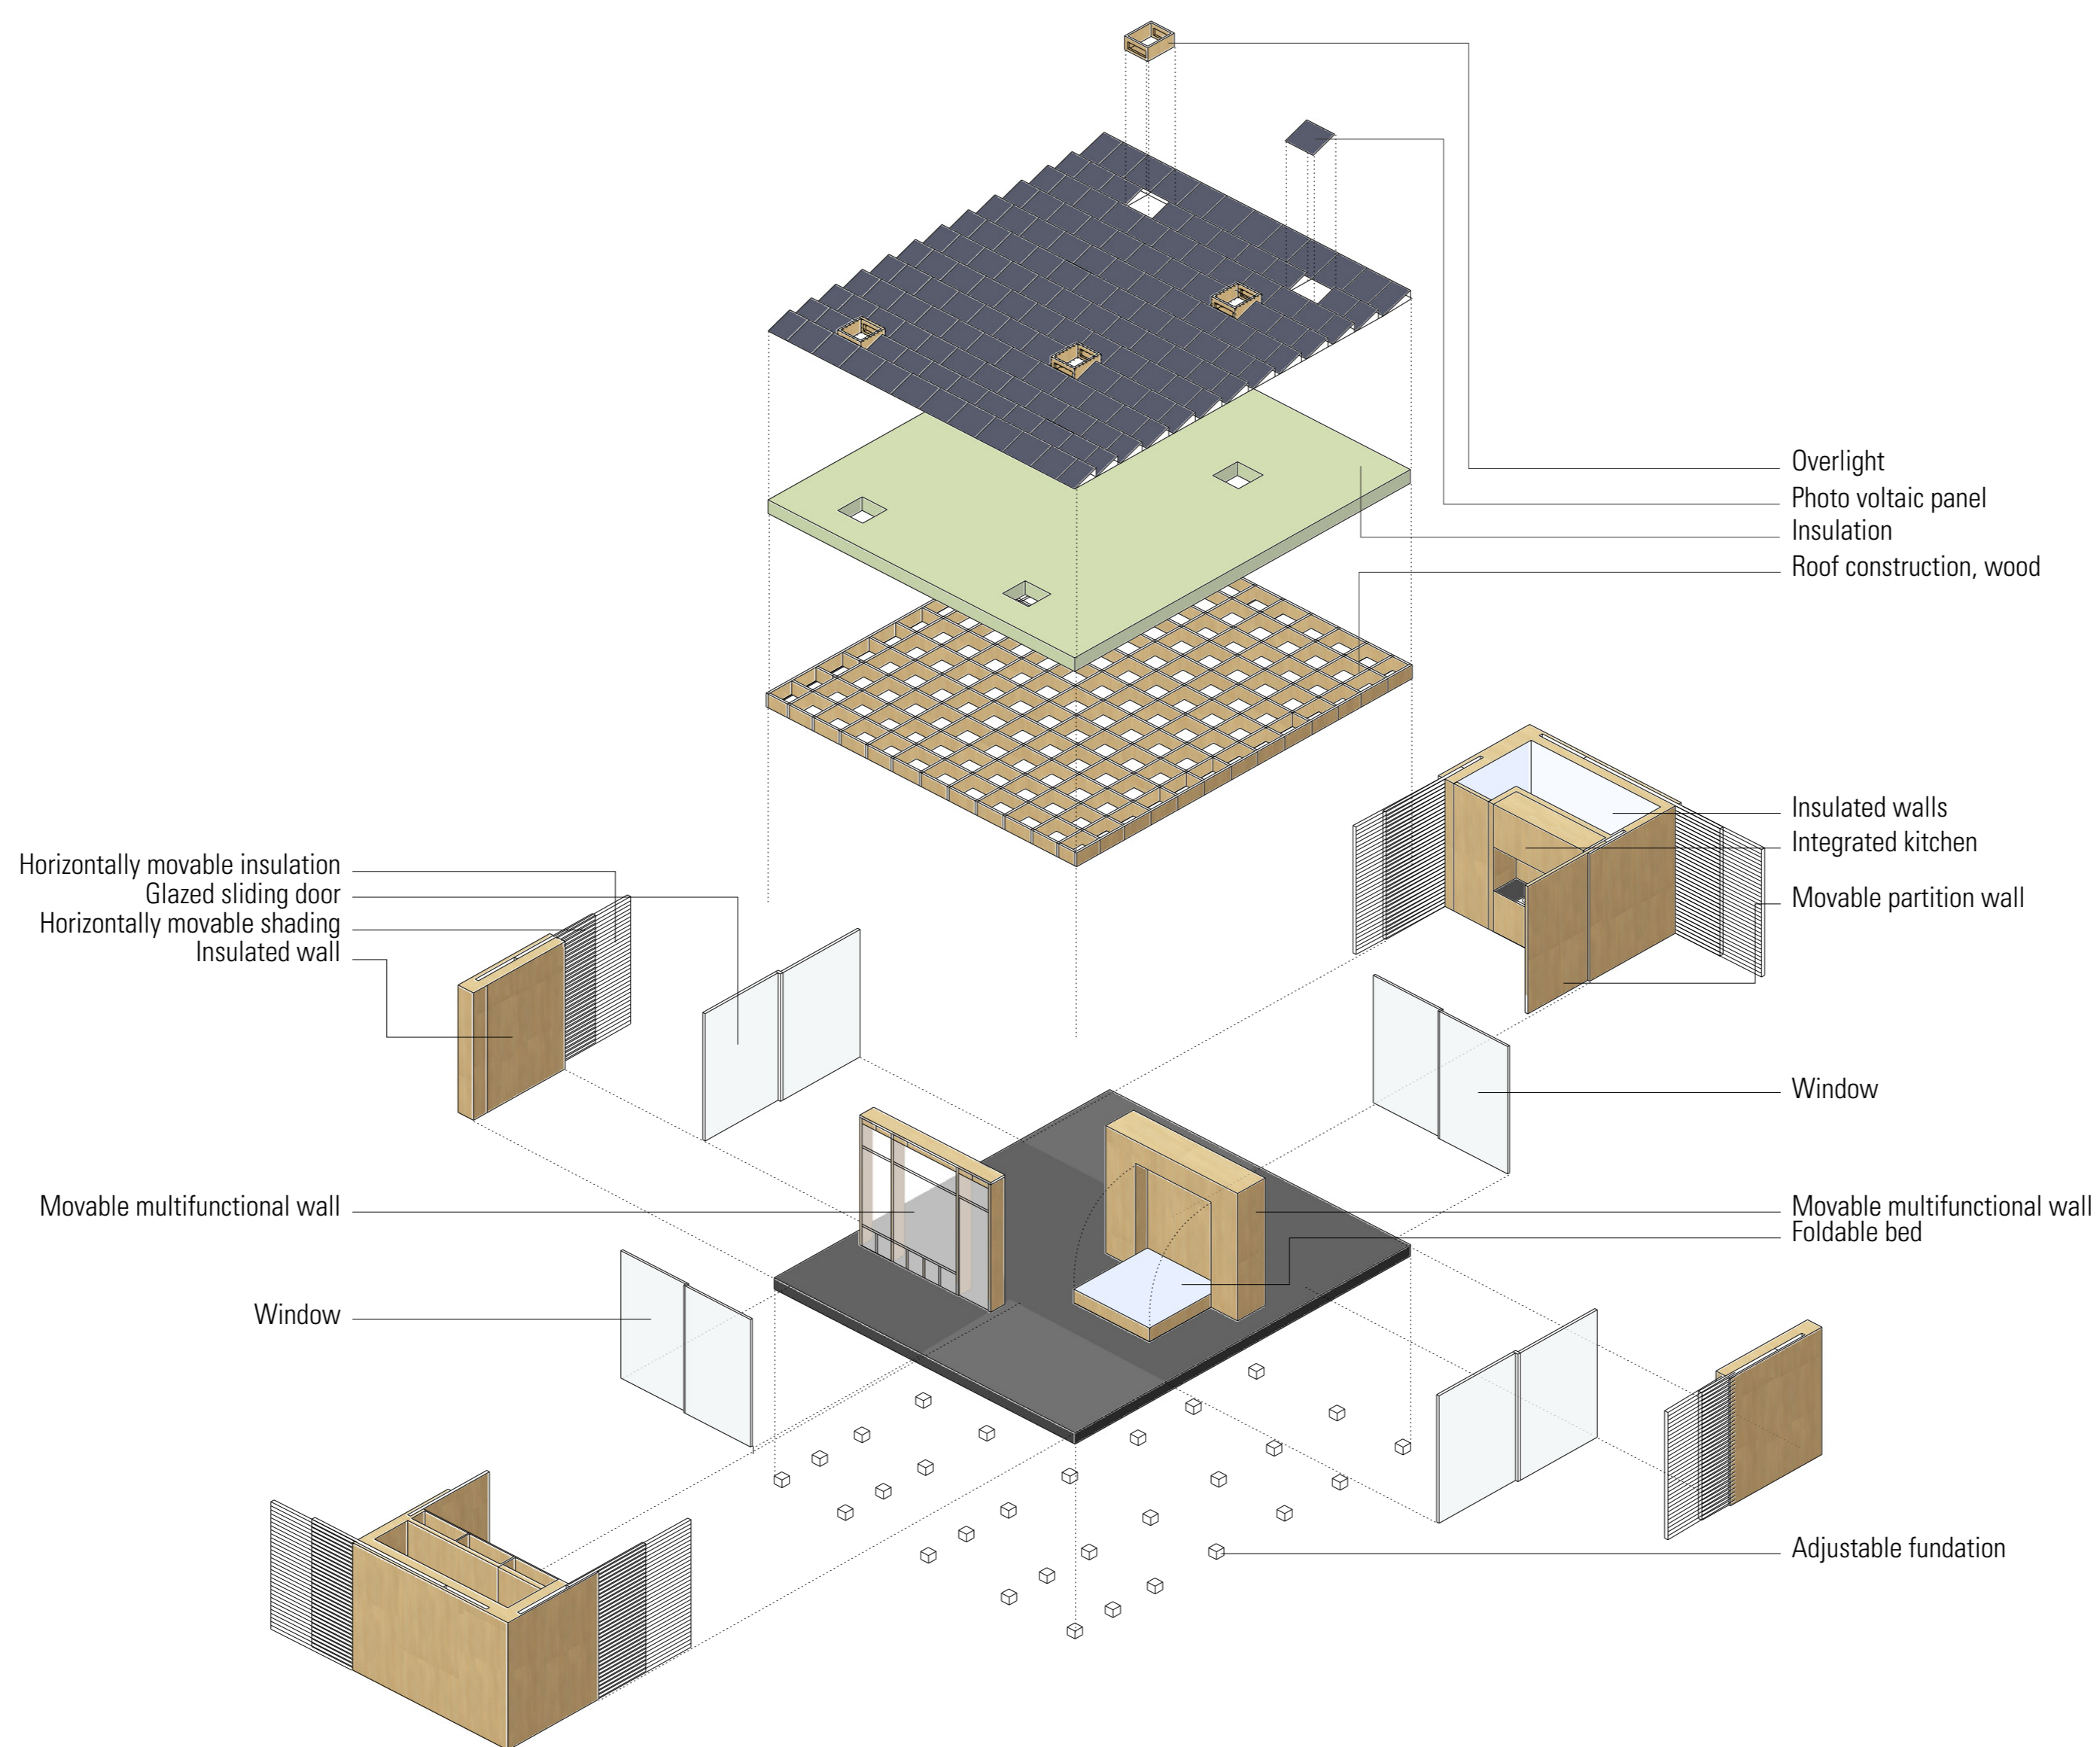 Overlight
Photo voltaic panel
Insulation
Roof construction, wood
Insulated walls
Integrated kitchen
Movable partition wall
Horizontally movable insulation
Glazed sliding door
Horizontally movable shading
Insulated wall
Window
Movable multifunctional wall
Movable multifunctional wall
Foldable bed
Window
Adjustable fundation